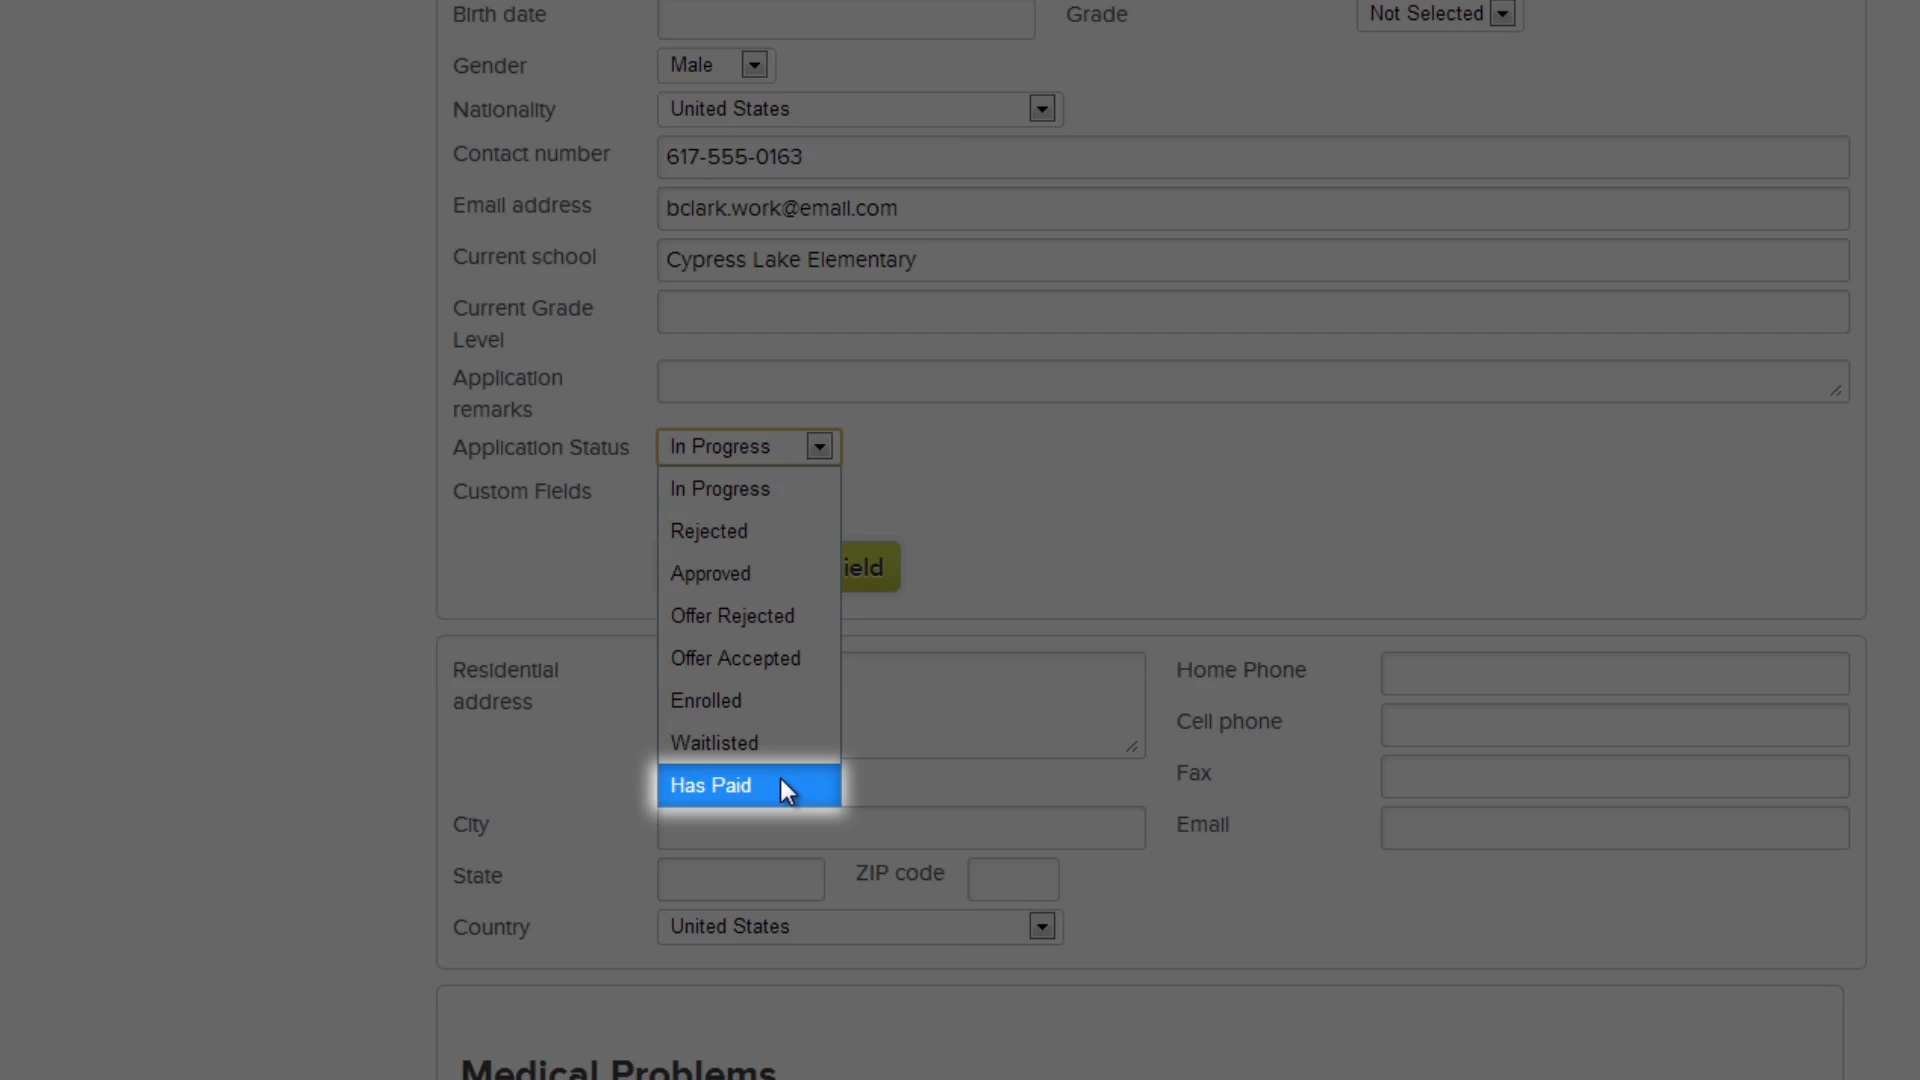 Birth date
Grade
Not Selected
Gender
Male
Nationality
United States
Contact number
617-555-0163
Email address
bclark.work@email.com
Current school
Cypress Lake Elementary
Current Grade
Level
Application
remarks
Application Status
In Progress
In Progress
Custom Fields
Rejected
Approved
ield
Offer Rejected
Offer Accepted
Enrolled
Waitlisted
Has Paid
Residential
address
Home Phone
Cell phone
Fax
City
Email
State
ZIP code
Country
United States
Medical Problems